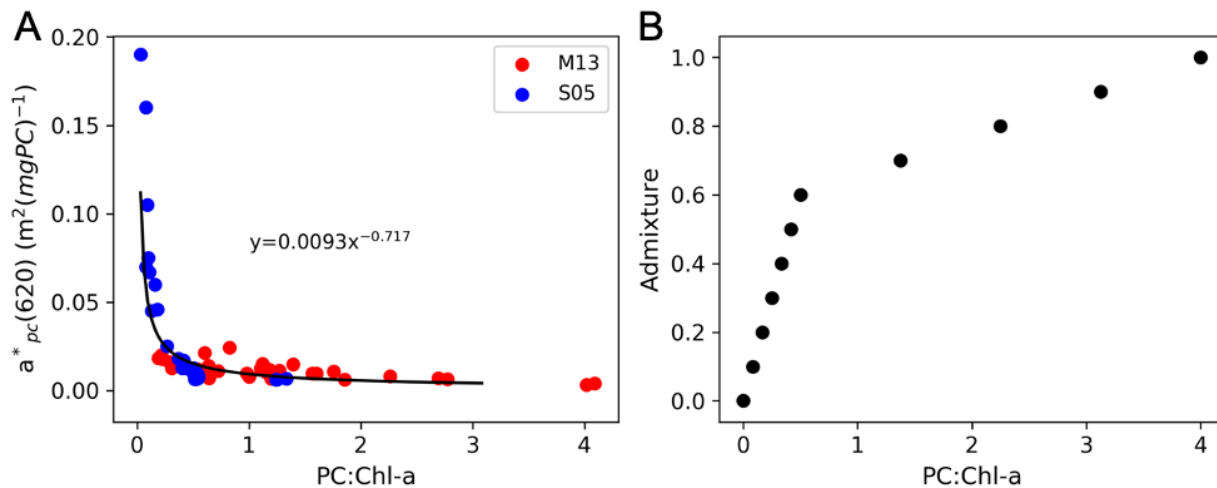 A
B
0.20
0.15
0.10
0.05
0.00
a*pc(620) (m²(mgPC)⁻¹
M13
S05
y=0.0093x⁻⁰·⁷¹⁷
0 1 2 3 4
PC:Chl-a
1.0
0.8
0.6
0.4
0.2
0.0
Admixture
0 1 2 3 4
PC:Chl-a